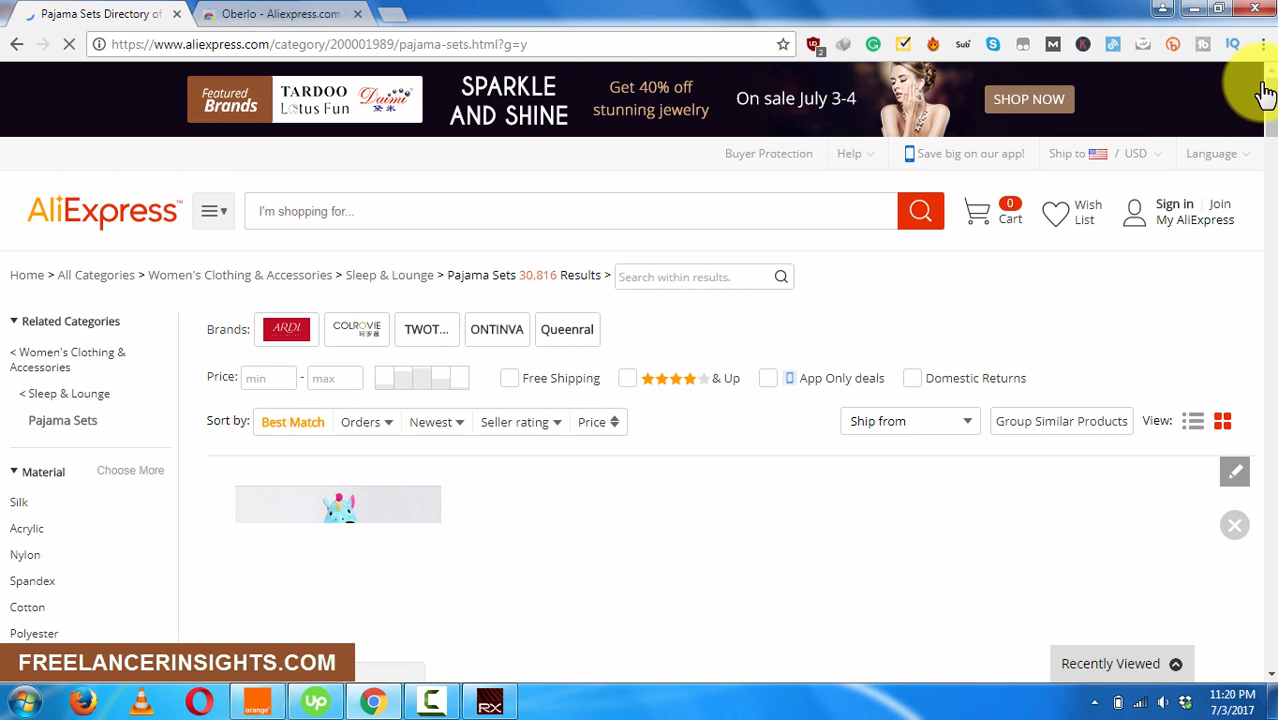 Pajama Sets Directory of
Oberlo - Aliexpress.com
https://www.aliexpress.com/category/200001989/pajama-sets.html?g=y
Featured Brands
TARDOO
Lotus Fun
Daimi
黛米
SPARKLE
AND SHINE
Get 40% off
stunning jewelry
On sale July 3-4
SHOP NOW
Buyer Protection
Help
Save big on our app!
Ship to / USD
Language
AliExpress
I'm shopping for...
0
Cart
Wish
List
Sign in Join
My AliExpress
Home > All Categories > Women's Clothing & Accessories > Sleep & Lounge > Pajama Sets 30,816 Results >
Search within results.
Related Categories
< Women's Clothing &
Accessories
< Sleep & Lounge
Pajama Sets
Material
Choose More
Silk
Acrylic
Nylon
Spandex
Cotton
Polyester
Brands:
ARDI
COLROVIE
珂萝薇
TWOT...
ONTINVA
Queenral
Price:
min - max
Free Shipping
& Up
App Only deals
Domestic Returns
Sort by:
Best Match
Orders
Newest
Seller rating
Price
Ship from
Group Similar Products
View:
Recently Viewed
FREELANCERINSIGHTS.COM
11:20 PM
7/3/2017